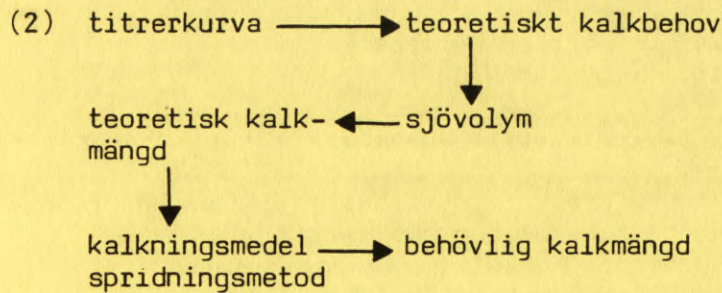 (2) titrerkurva teoretiskt kalkbehov
teoretisk kalk- sjövolym
mängd
kalkningsmedel behövlig kalkmängd
spridningsmetod